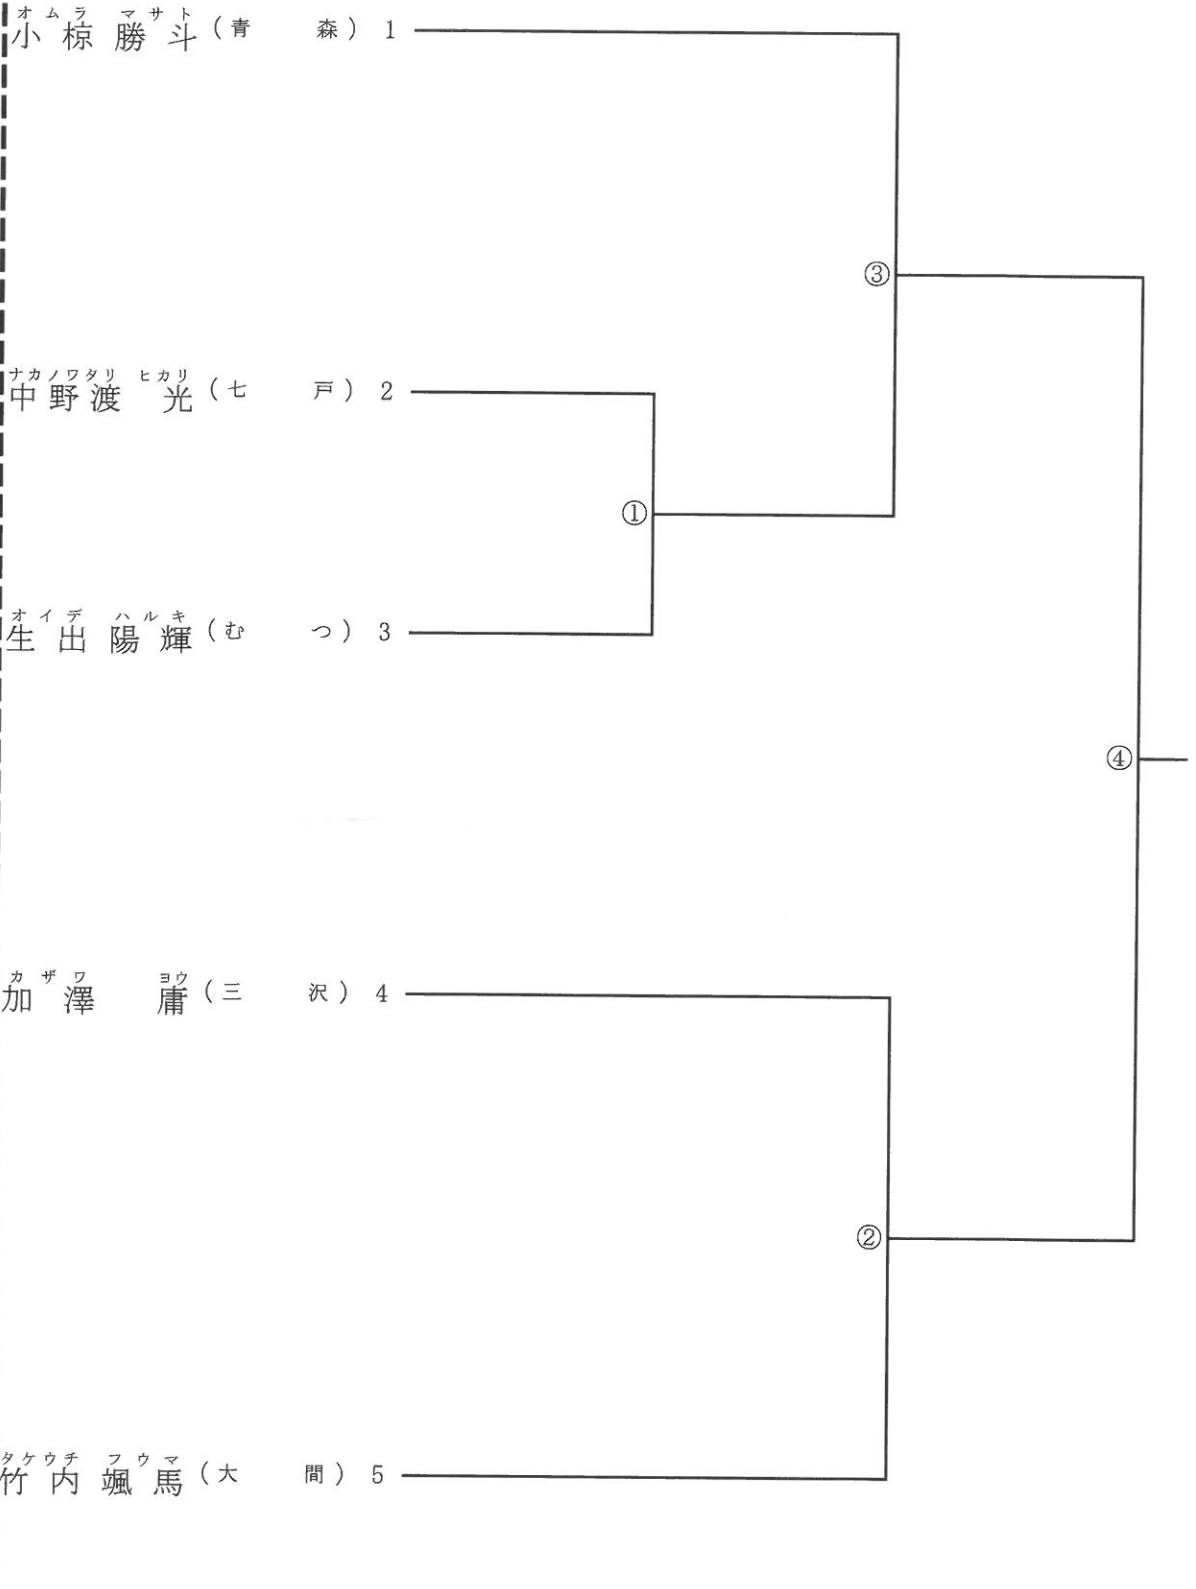 オムラ マサト
小椋勝斗(青森) 1
③
ナカノワタリ ヒカリ
中野渡 光(七戸) 2
①
オイデ ハルキ
生出陽輝(むつ) 3
④
カザワ ヨウ
加澤 庸(三沢) 4
②
タケウチ フウマ
竹内颯馬(大間) 5